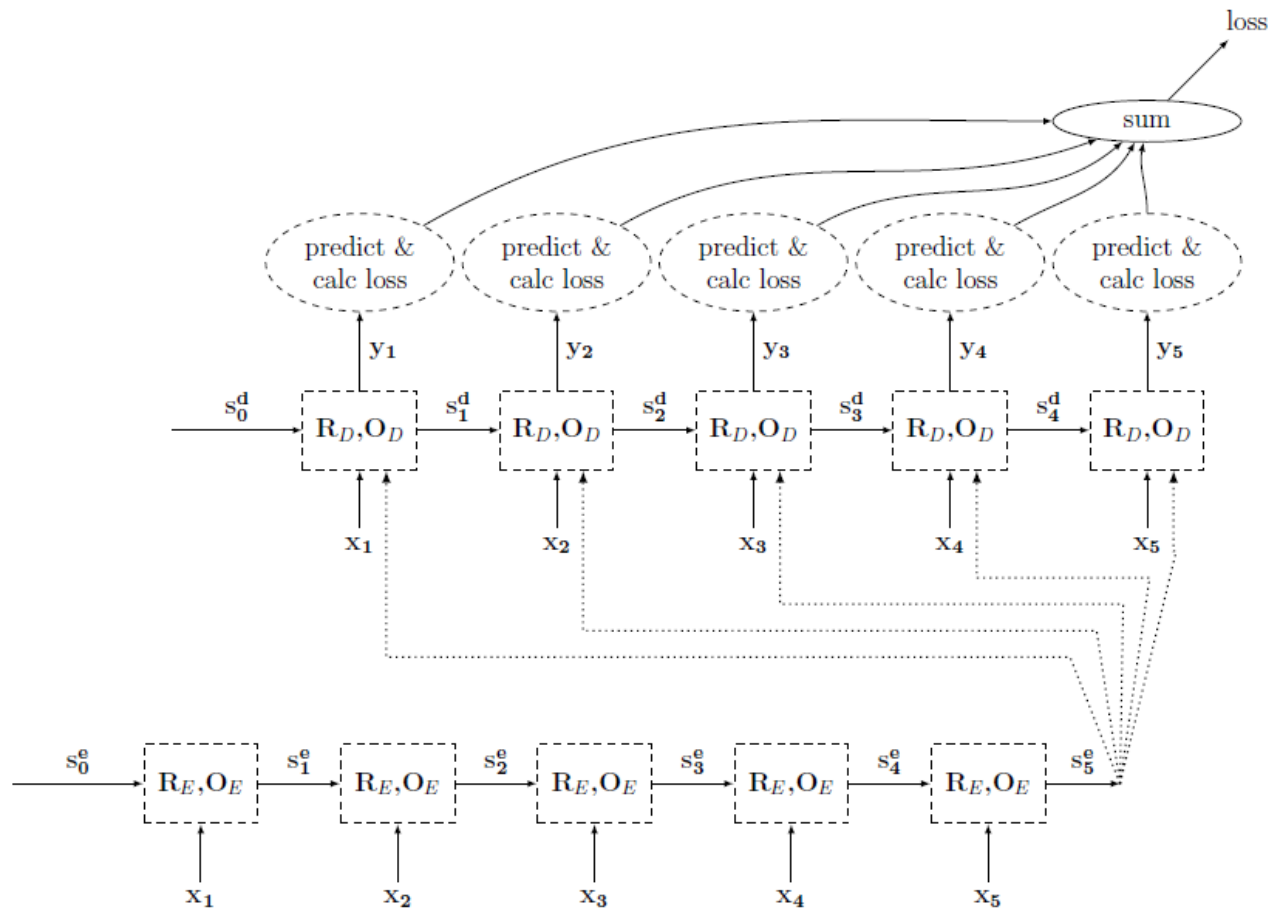 loss
sum
predict & predict & predict & predict & predict &
calc loss calc loss calc loss calc loss calc loss
y₁ y₂ y₃ y₄ y₅
s₀ᵈ s₁ᵈ s₂ᵈ s₃ᵈ s₄ᵈ
R_D,O_D R_D,O_D R_D,O_D R_D,O_D R_D,O_D
x₁ x₂ x₃ x₄ x₅
s₀ᵉ s₁ᵉ s₂ᵉ s₃ᵉ s₄ᵉ s₅ᵉ
R_E,O_E R_E,O_E R_E,O_E R_E,O_E R_E,O_E
x₁ x₂ x₃ x₄ x₅